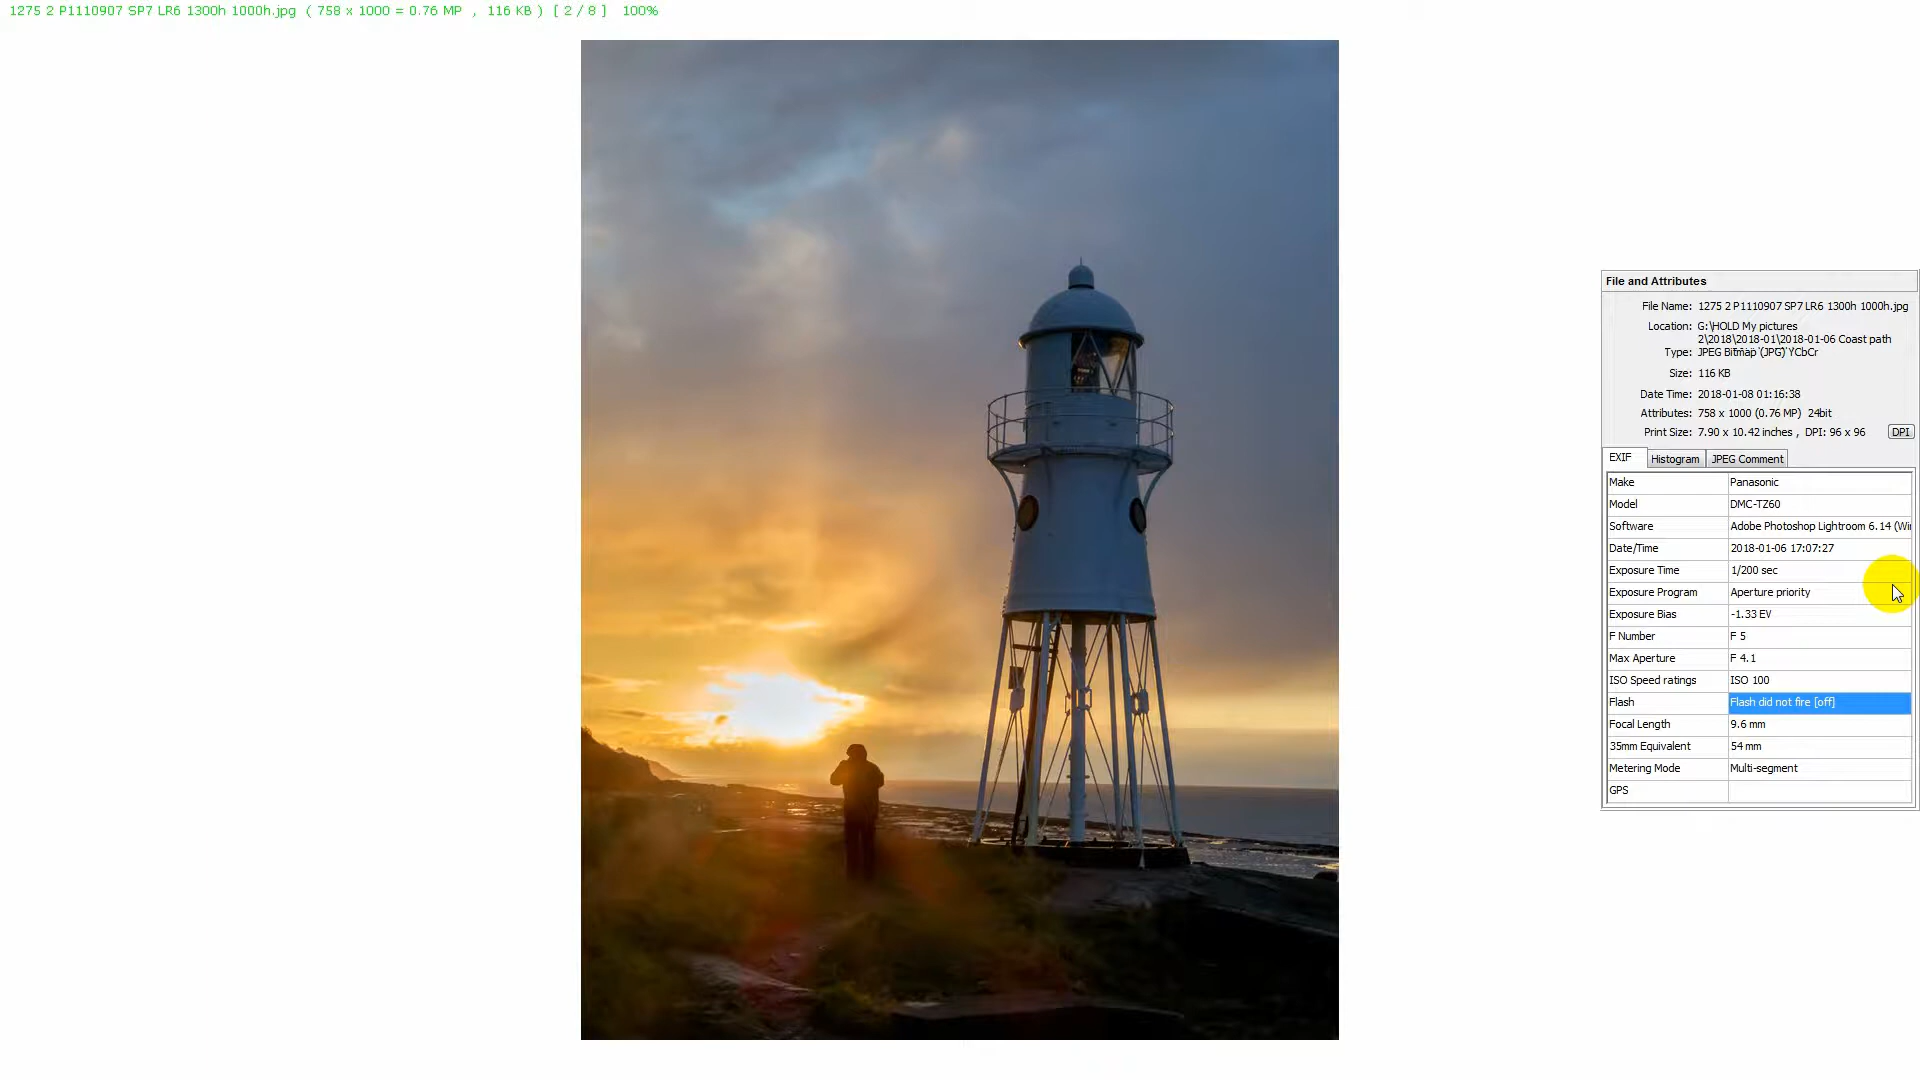 1275 2 P1110907 SP7 LR6 1300h 1000h.jpg ( 758 x 1000 = 0.76 MP , 116 KB ) [ 2 / 8 ] 100%
File and Attributes
File Name: 1275 2 P1110907 SP7 LR6 1300h 1000h.jpg
Location: G:\HOLD My pictures
2\2018\2018-01\2018-01-06 Coast path
Type: JPEG Bitmap (JPG) YCbCr
Size: 116 KB
Date Time: 2018-01-08 01:16:38
Attributes: 758 x 1000 (0.76 MP) 24bit
Print Size: 7.90 x 10.42 inches , DPI: 96 x 96 DPI
EXIF Histogram JPEG Comment
Make Panasonic
Model DMC-TZ60
Software Adobe Photoshop Lightroom 6.14 (Wi
Date/Time 2018-01-06 17:07:27
Exposure Time 1/200 sec
Exposure Program Aperture priority
Exposure Bias -1.33 EV
F Number F 5
Max Aperture F 4.1
ISO Speed ratings ISO 100
Flash Flash did not fire [off]
Focal Length 9.6 mm
35mm Equivalent 54 mm
Metering Mode Multi-segment
GPS